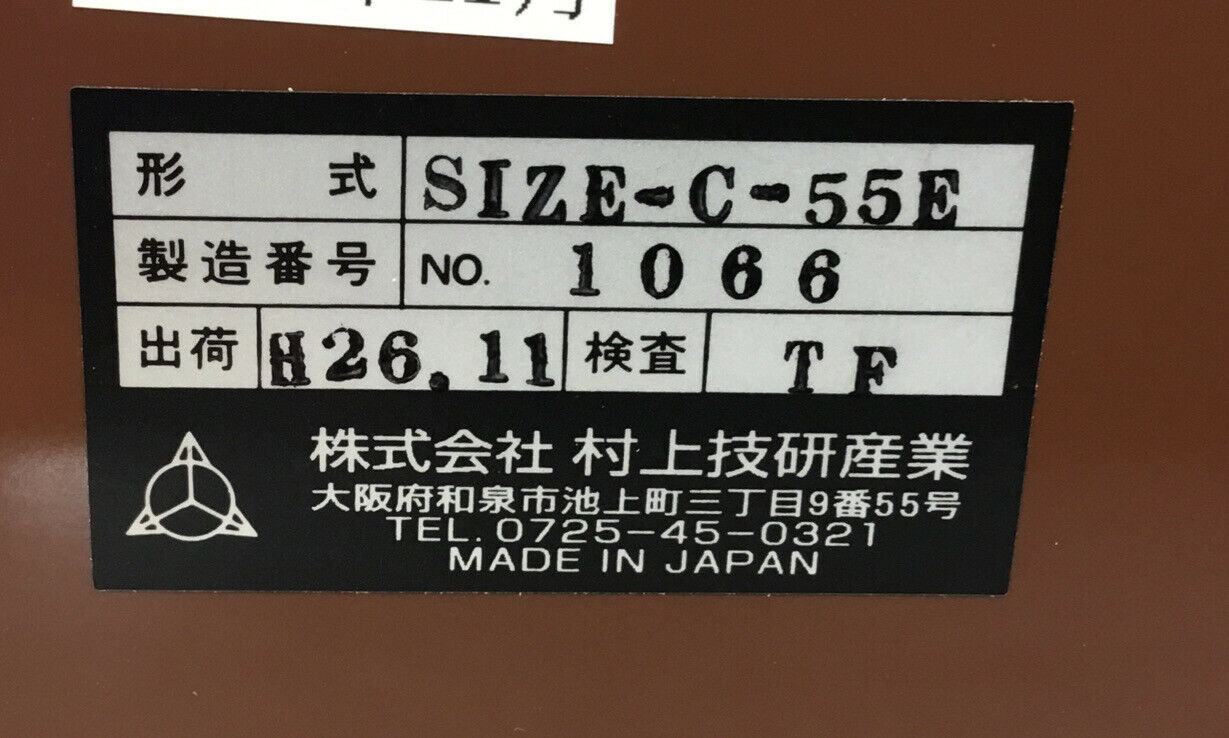 形式 SIZE-C-55E
製造番号 NO. 1066
出荷 H26.11 検査 TF
株式会社 村上技研産業
大阪府和泉市池上町三丁目9番55号
TEL. 0725-45-0321
MADE IN JAPAN